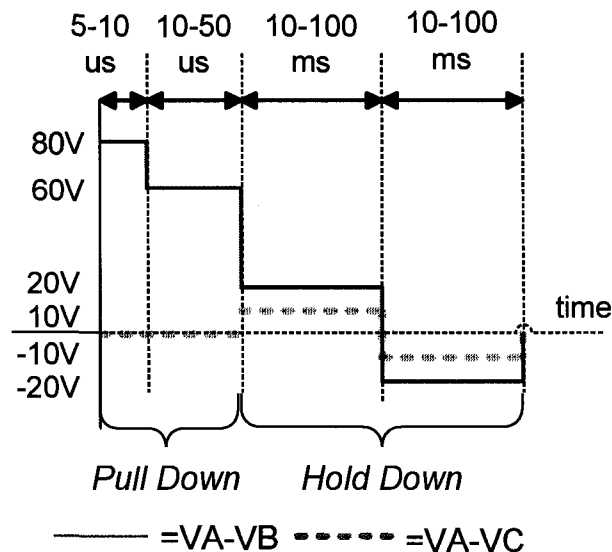 5-10 10-50 10-100 10-100
us us ms ms
80V
60V
20V
10V
time
-10V
-20V
Pull Down Hold Down
=VA-VB =VA-VC